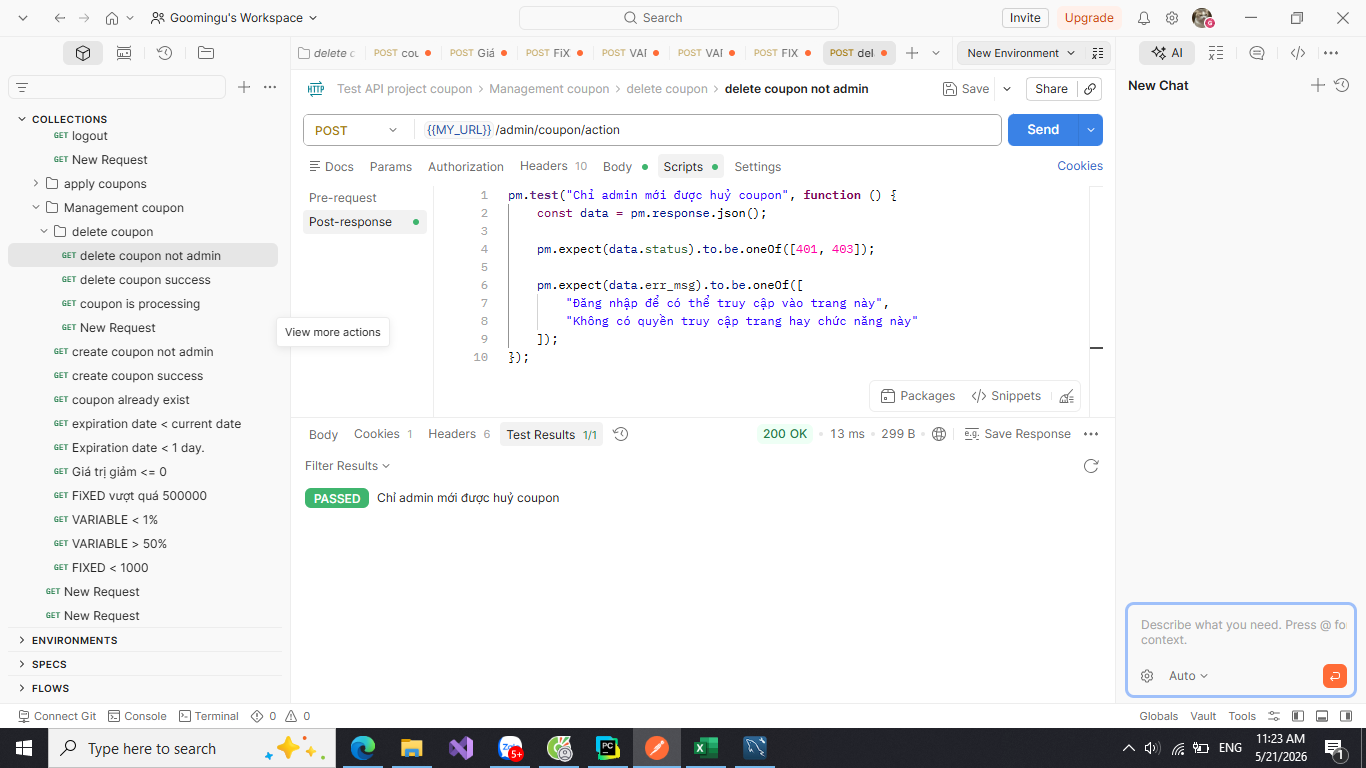 Goomingu's Workspace
Search
Invite
Upgrade
delete c
POST cou
POST Giá
POST FiX
POST VAI
POST VAI
POST FIX
POST del
New Environment
AI
HTTP
Test API project coupon > Management coupon > delete coupon > delete coupon not admin
Save
Share
New Chat
COLLECTIONS
GET logout
GET New Request
apply coupons
Management coupon
delete coupon
GET delete coupon not admin
GET delete coupon success
GET coupon is processing
GET New Request
GET create coupon not admin
GET create coupon success
GET coupon already exist
GET expiration date < current date
GET Expiration date < 1 day.
GET Giá trị giảm <= 0
GET FiXED vượt quá 500000
GET VARIABLE < 1%
GET VARIABLE > 50%
GET FIXED < 1000
GET New Request
GET New Request
ENVIRONMENTS
SPECS
FLOWS
View more actions
POST
{{MY_URL}} /admin/coupon/action
Send
Docs
Params
Authorization
Headers 10
Body
Scripts
Settings
Cookies
Pre-request
Post-response
1 pm.test("Chỉ admin mới được huỷ coupon", function () {
2 const data = pm.response.json();
3
4 pm.expect(data.status).to.be.oneOf([401, 403]);
5
6 pm.expect(data.err_msg).to.be.oneOf([
7 "Đăng nhập để có thể truy cập vào trang này",
8 "Không có quyền truy cập trang hay chức năng này"
9 ]);
10 });
Packages
Snippets
Body
Cookies 1
Headers 6
Test Results 1/1
200 OK
13 ms
299 B
e.g. Save Response
Filter Results
PASSED Chỉ admin mới được huỷ coupon
Describe what you need. Press @ for
context.
Auto
Connect Git
Console
Terminal
0
0
Globals
Vault
Tools
Type here to search
5+
PC
ENG
11:23 AM
5/21/2026
1